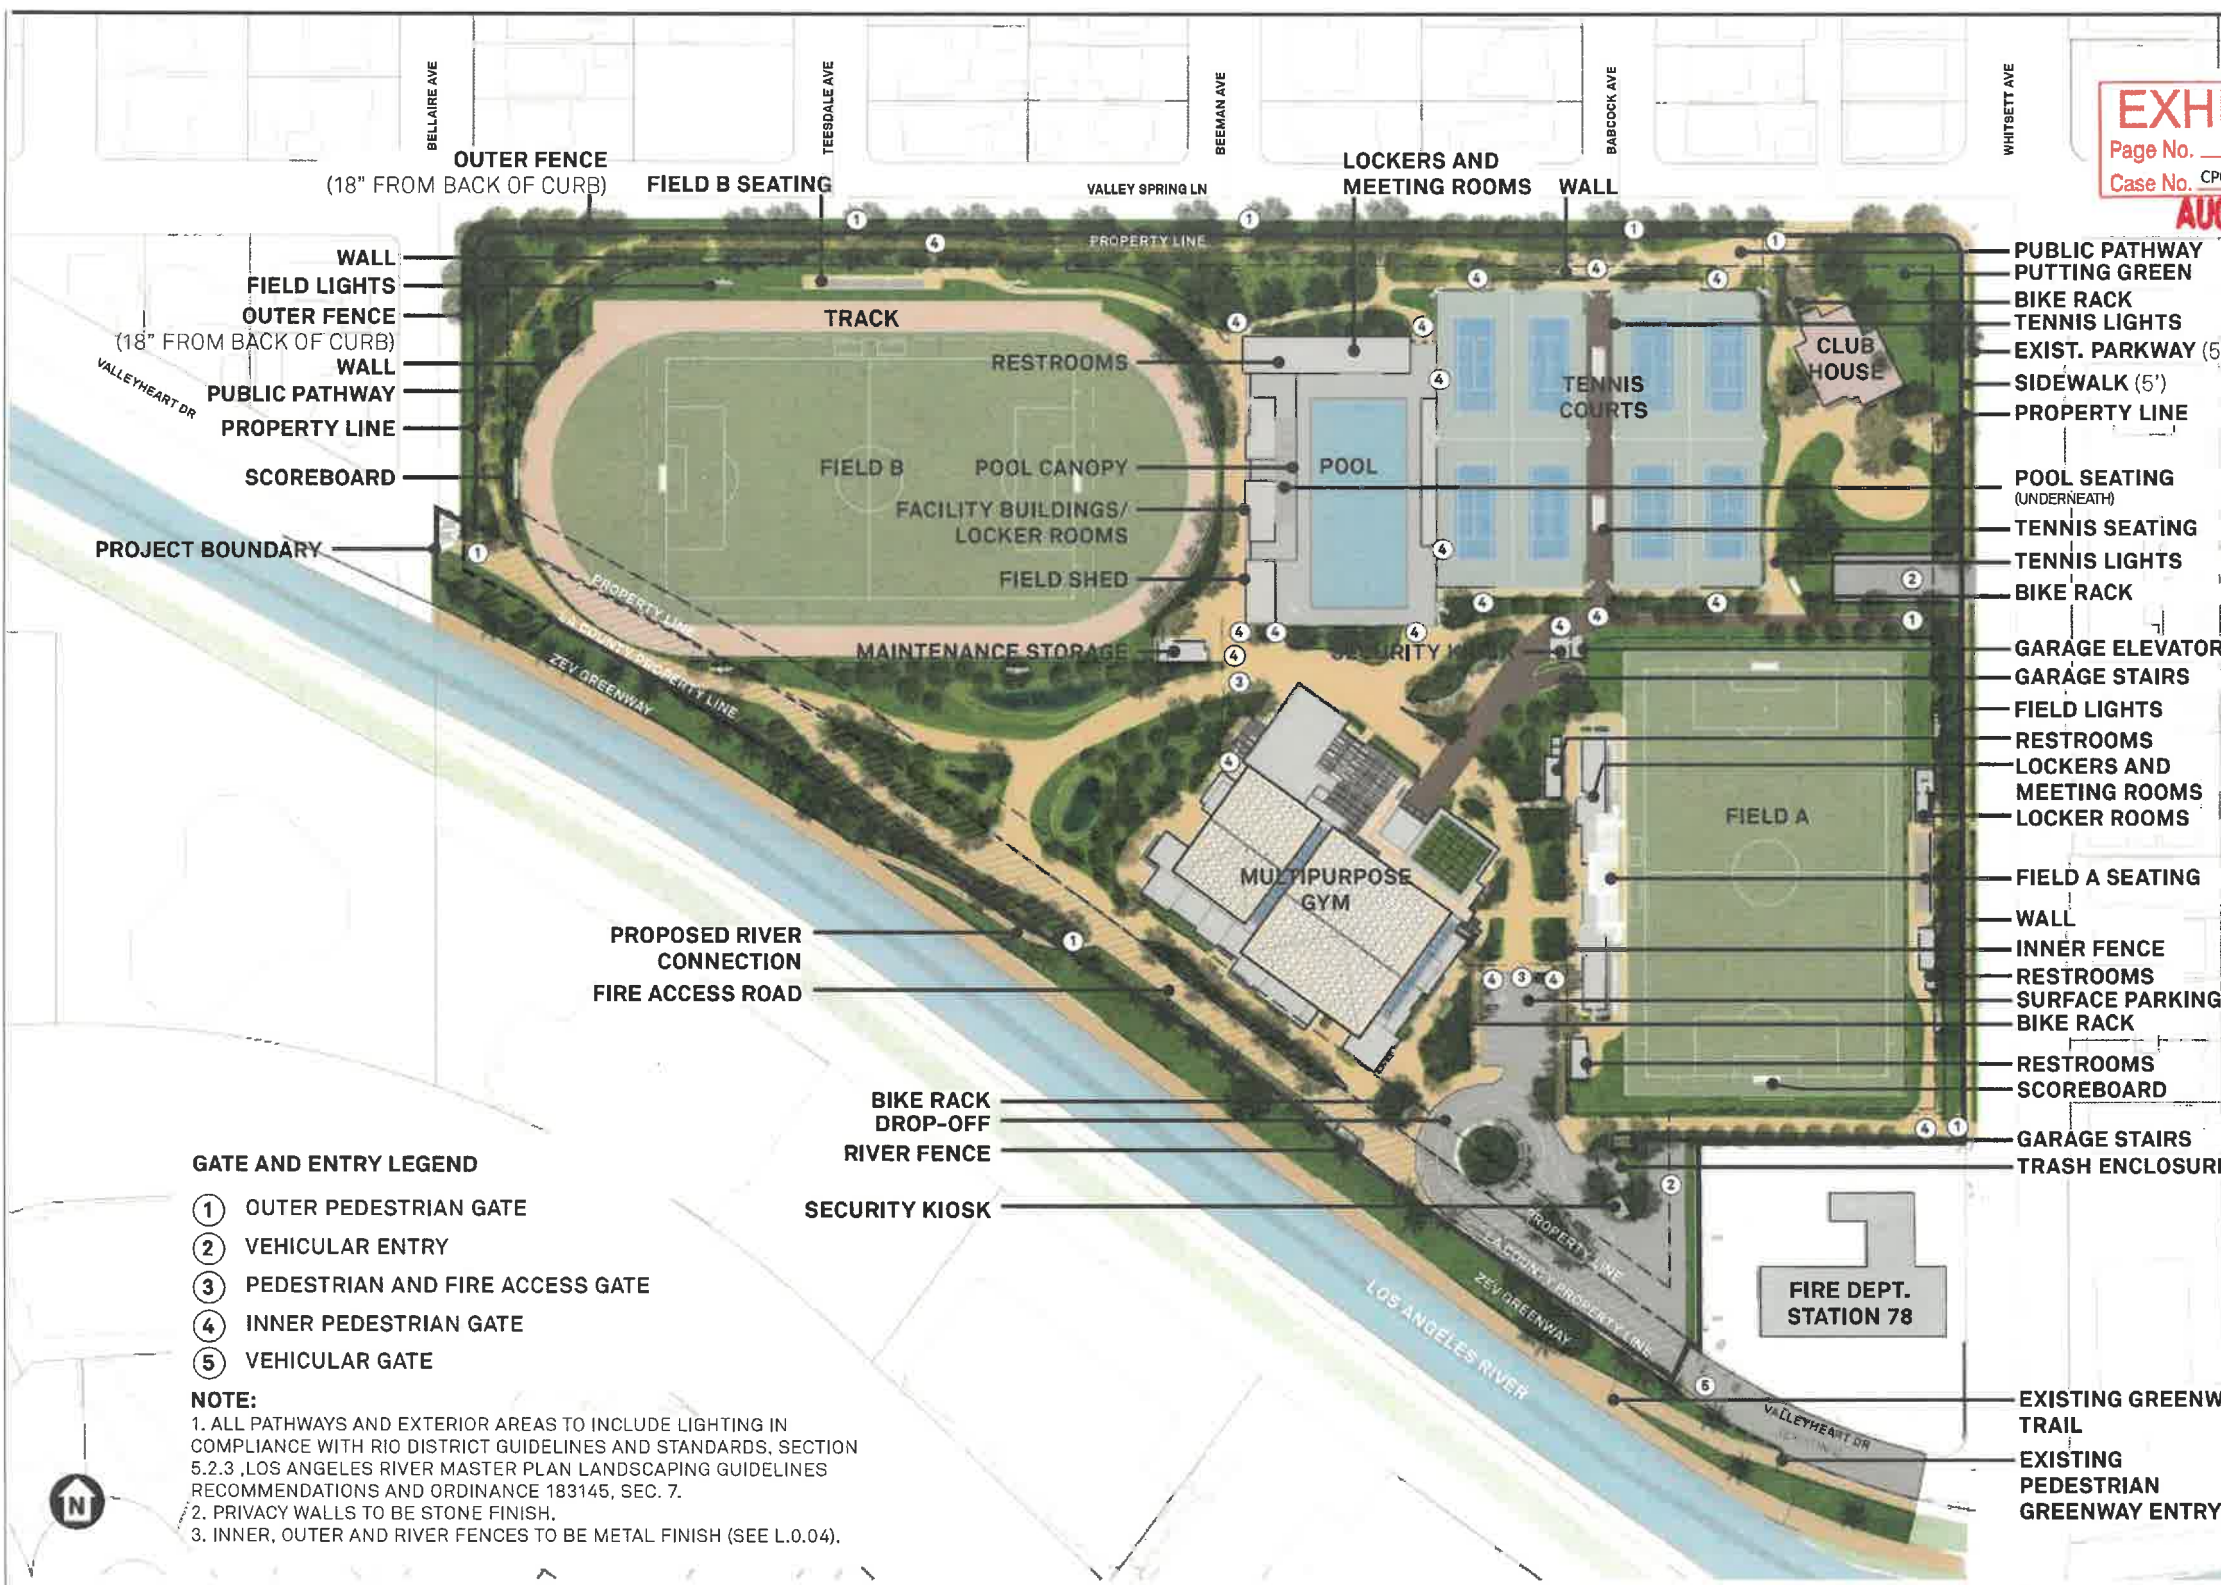 BELLAIRE AVE
TEESDALE AVE
BEEMAN AVE
BABCOCK AVE
WHITSETT AVE
VALLEY SPRING LN
VALLEYHEART DR
Page No.
Case No.
OUTER FENCE
(18" FROM BACK OF CURB)
FIELD B SEATING
LOCKERS AND
MEETING ROOMS
WALL
WALL
FIELD LIGHTS
OUTER FENCE
(18" FROM BACK OF CURB)
WALL
PUBLIC PATHWAY
PROPERTY LINE
SCOREBOARD
PROJECT BOUNDARY
PROPERTY LINE
TRACK
RESTROOMS
FIELD B
POOL CANOPY
POOL
FACILITY BUILDINGS/
LOCKER ROOMS
FIELD SHED
MAINTENANCE STORAGE
SECURITY KIOSK
TENNIS
COURTS
CLUB
HOUSE
PROPERTY LINE
LA COUNTY PROPERTY LINE
ZEV GREENWAY
MULTIPURPOSE
GYM
FIELD A
PUBLIC PATHWAY
PUTTING GREEN
BIKE RACK
TENNIS LIGHTS
EXIST. PARKWAY (5
SIDEWALK (5')
PROPERTY LINE
POOL SEATING
(UNDERNEATH)
TENNIS SEATING
TENNIS LIGHTS
BIKE RACK
GARAGE ELEVATOR
GARAGE STAIRS
FIELD LIGHTS
RESTROOMS
LOCKERS AND
MEETING ROOMS
LOCKER ROOMS
FIELD A SEATING
WALL
INNER FENCE
RESTROOMS
SURFACE PARKING
BIKE RACK
RESTROOMS
SCOREBOARD
GARAGE STAIRS
TRASH ENCLOSUR
PROPOSED RIVER
CONNECTION
FIRE ACCESS ROAD
BIKE RACK
DROP-OFF
RIVER FENCE
SECURITY KIOSK
PROPERTY LINE
LA COUNTY PROPERTY LINE
ZEV GREENWAY
LOS ANGELES RIVER
FIRE DEPT.
STATION 78
VALLEYHEART DR
EXISTING GREENW
TRAIL
EXISTING
PEDESTRIAN
GREENWAY ENTRY
GATE AND ENTRY LEGEND
1 OUTER PEDESTRIAN GATE
2 VEHICULAR ENTRY
3 PEDESTRIAN AND FIRE ACCESS GATE
4 INNER PEDESTRIAN GATE
5 VEHICULAR GATE
NOTE:
1. ALL PATHWAYS AND EXTERIOR AREAS TO INCLUDE LIGHTING IN
COMPLIANCE WITH RIO DISTRICT GUIDELINES AND STANDARDS, SECTION
5.2.3 ,LOS ANGELES RIVER MASTER PLAN LANDSCAPING GUIDELINES
RECOMMENDATIONS AND ORDINANCE 183145, SEC. 7.
2. PRIVACY WALLS TO BE STONE FINISH.
3. INNER, OUTER AND RIVER FENCES TO BE METAL FINISH (SEE L.0.04).
N